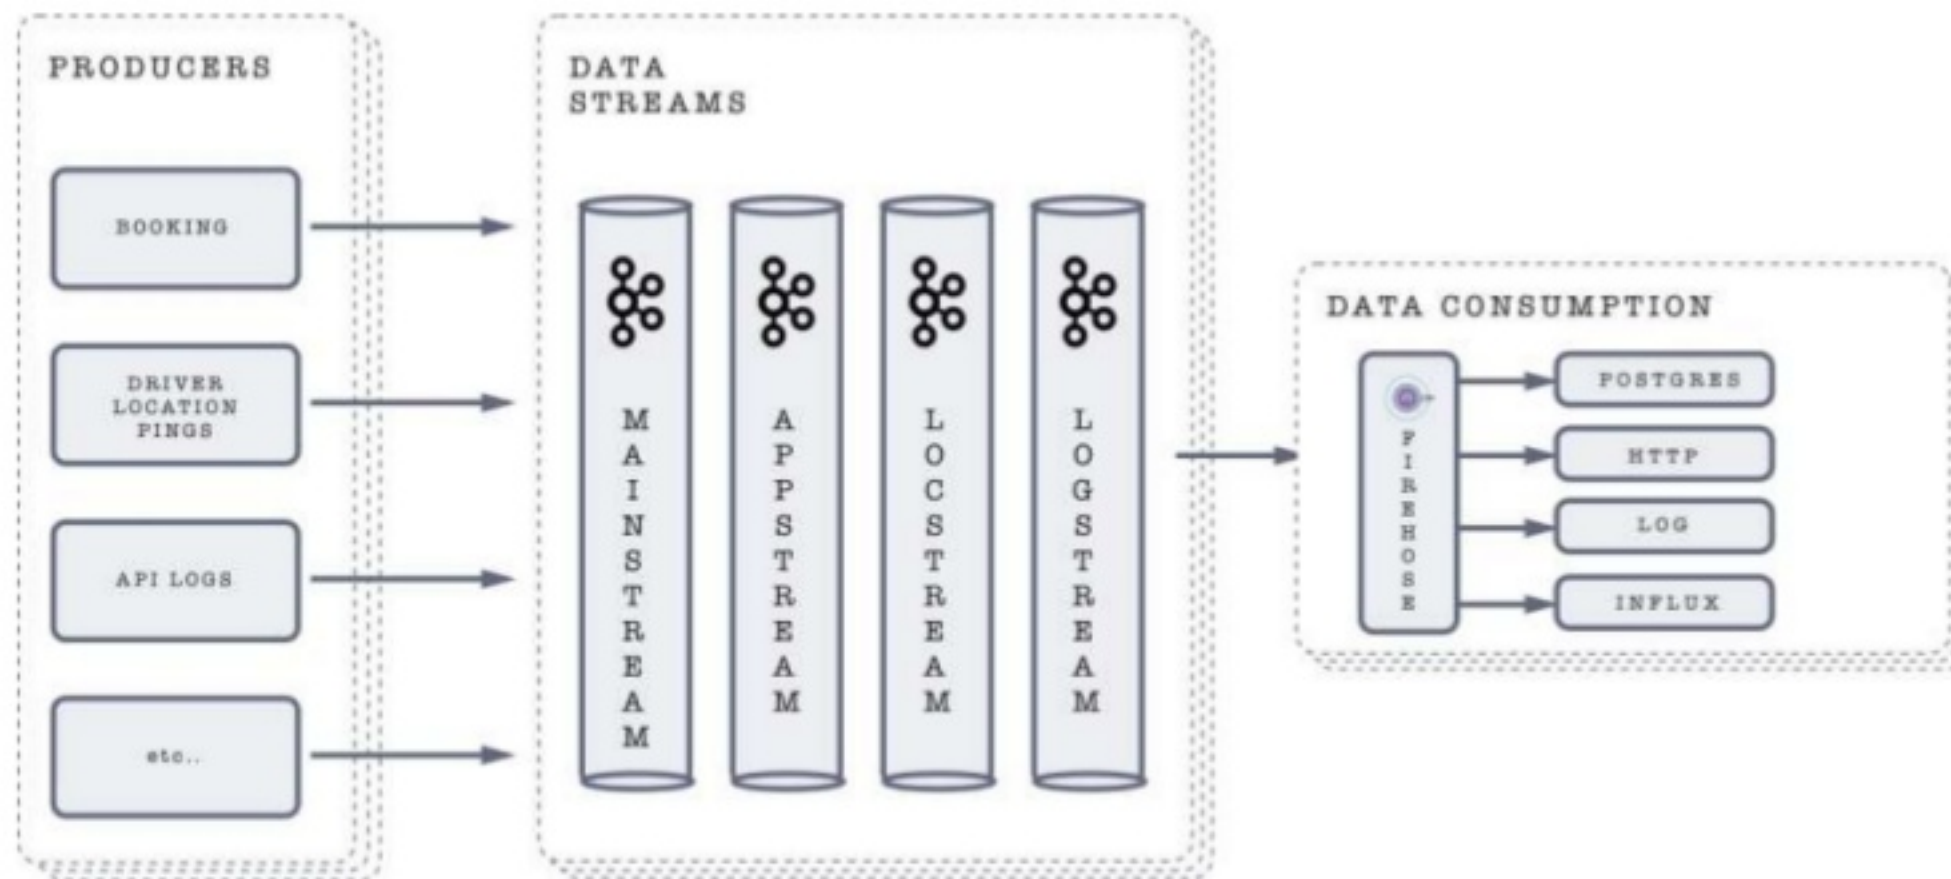 PRODUCERS
BOOKING
DRIVER
LOCATION
PINGS
API LOGS
etc..
DATA
STREAMS
MAINSTREAM
APPSTREAM
LOCSTREAM
LOGSTREAM
DATA CONSUMPTION
FIREHOSE
POSTGRES
HTTP
LOG
INFLUX